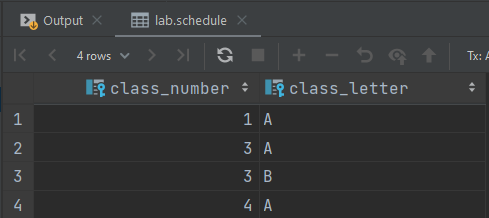 Output lab.schedule
4 rows Tx:
class_number class_letter
1 1 A
2 3 A
3 3 B
4 4 A